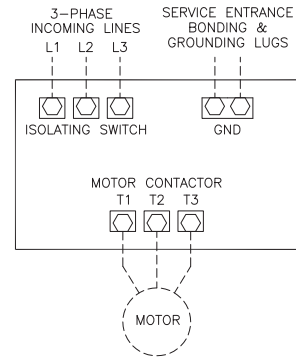 3-PHASE
INCOMING LINES
L1 L2 L3
SERVICE ENTRANCE
BONDING &
GROUNDING LUGS
ISOLATING SWITCH
GND
MOTOR CONTACTOR
T1 T2 T3
MOTOR